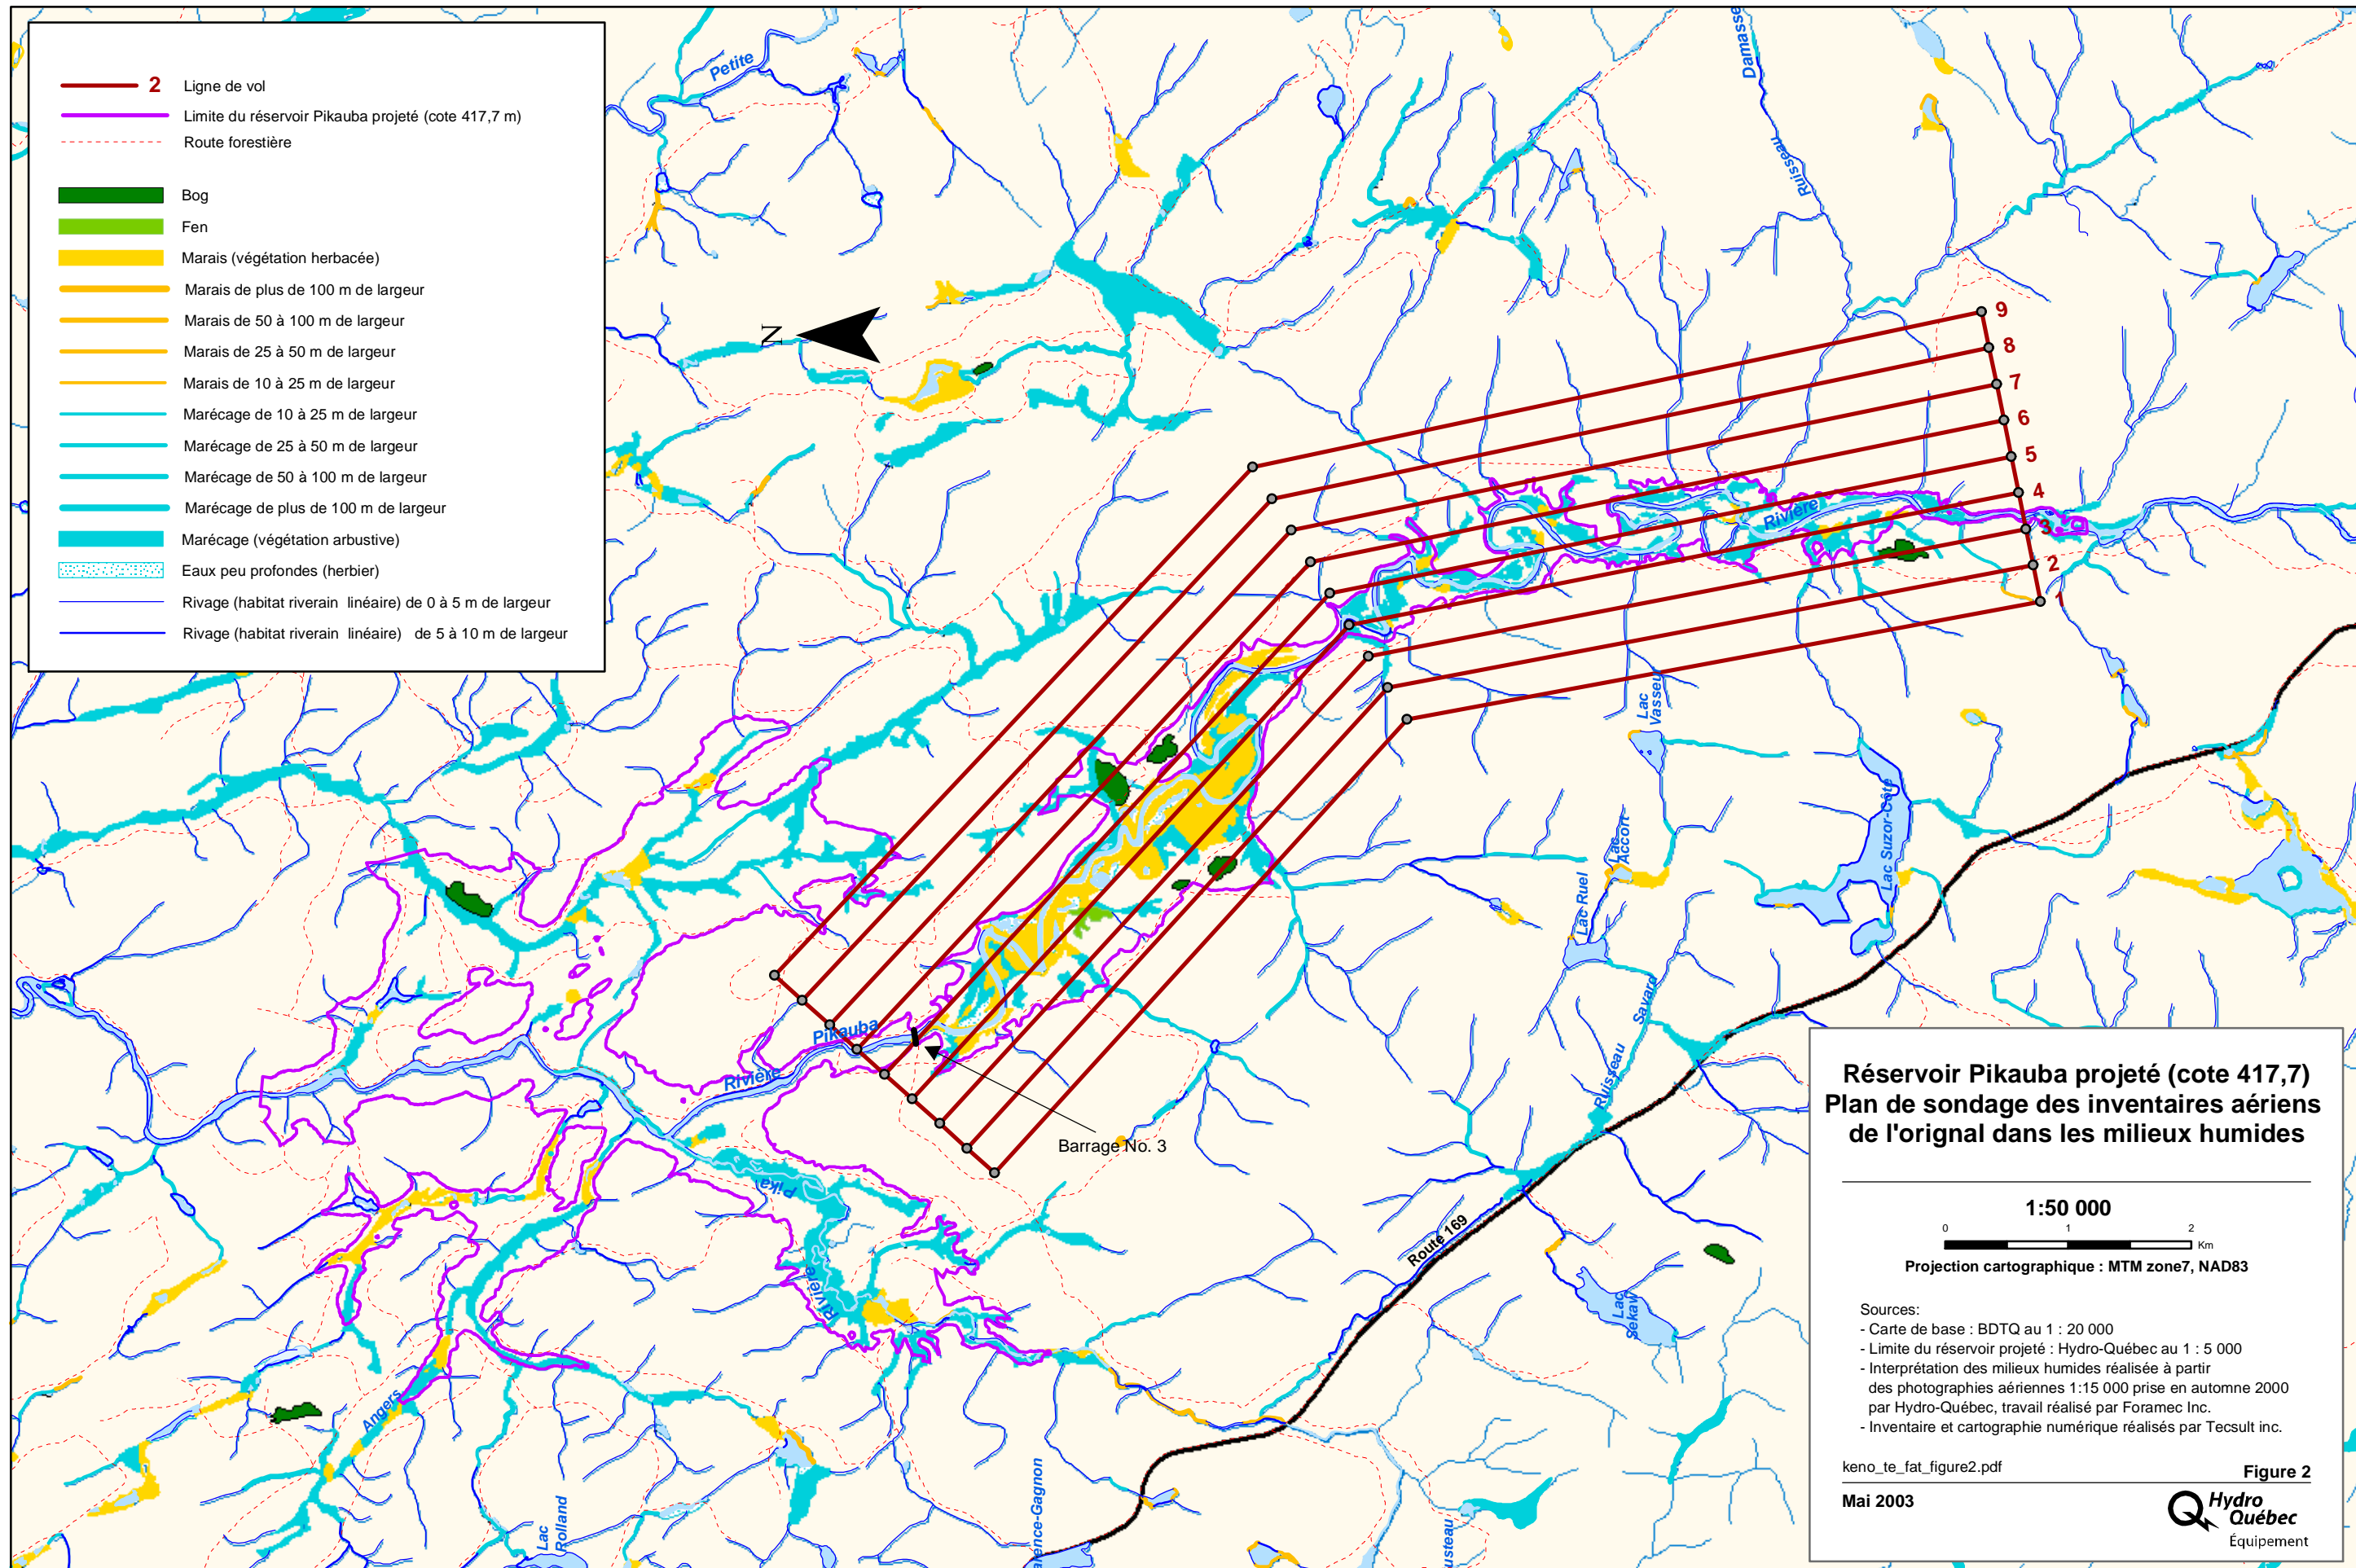 2 Ligne de vol
Limite du réservoir Pikauba projeté (cote 417,7 m)
Route forestière
Bog
Fen
Marais (végétation herbacée)
Marais de plus de 100 m de largeur
Marais de 50 à 100 m de largeur
Marais de 25 à 50 m de largeur
Marais de 10 à 25 m de largeur
Marécage de 10 à 25 m de largeur
Marécage de 25 à 50 m de largeur
Marécage de 50 à 100 m de largeur
Marécage de plus de 100 m de largeur
Marécage (végétation arbustive)
Eaux peu profondes (herbier)
Rivage (habitat riverain linéaire) de 0 à 5 m de largeur
Rivage (habitat riverain linéaire) de 5 à 10 m de largeur
Petite
Damasse
Ruisseau
N
9
8
7
6
5
4
3
2
1
Rivière
Lac
Vasseu
Lac
Accort
Lac Suzor-Côté
Lac Ruel
Savard
Ruisseau
Pikauba
Rivière
Barrage No. 3
Pika
Rivière
Route 169
Lac
Sekaw
Angers
Lac
Rolland
arence-Gagnon
usteau
Réservoir Pikauba projeté (cote 417,7)
Plan de sondage des inventaires aériens
de l'orignal dans les milieux humides
1:50 000
0 1 2
Km
Projection cartographique : MTM zone7, NAD83
Sources:
- Carte de base : BDTQ au 1 : 20 000
- Limite du réservoir projeté : Hydro-Québec au 1 : 5 000
- Interprétation des milieux humides réalisée à partir
des photographies aériennes 1:15 000 prise en automne 2000
par Hydro-Québec, travail réalisé par Foramec Inc.
- Inventaire et cartographie numérique réalisés par Tecsult inc.
keno_te_fat_figure2.pdf
Figure 2
Mai 2003
Hydro
Québec
Équipement